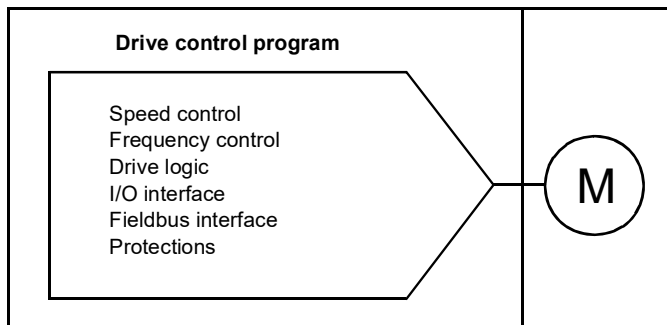 Drive control program
Speed control
Frequency control
Drive logic
I/O interface
Fieldbus interface
Protections
M